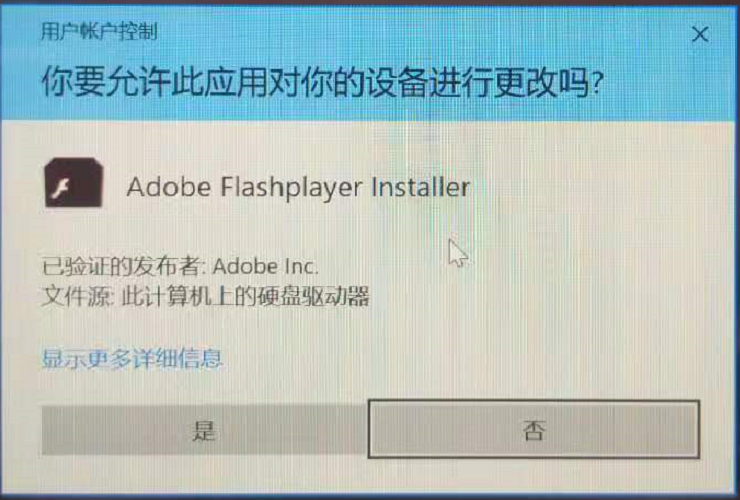 用户帐户控制
你要允许此应用对你的设备进行更改吗?
Adobe Flashplayer Installer
已验证的发布者: Adobe Inc.
文件源: 此计算机上的硬盘驱动器
显示更多详细信息
是
否